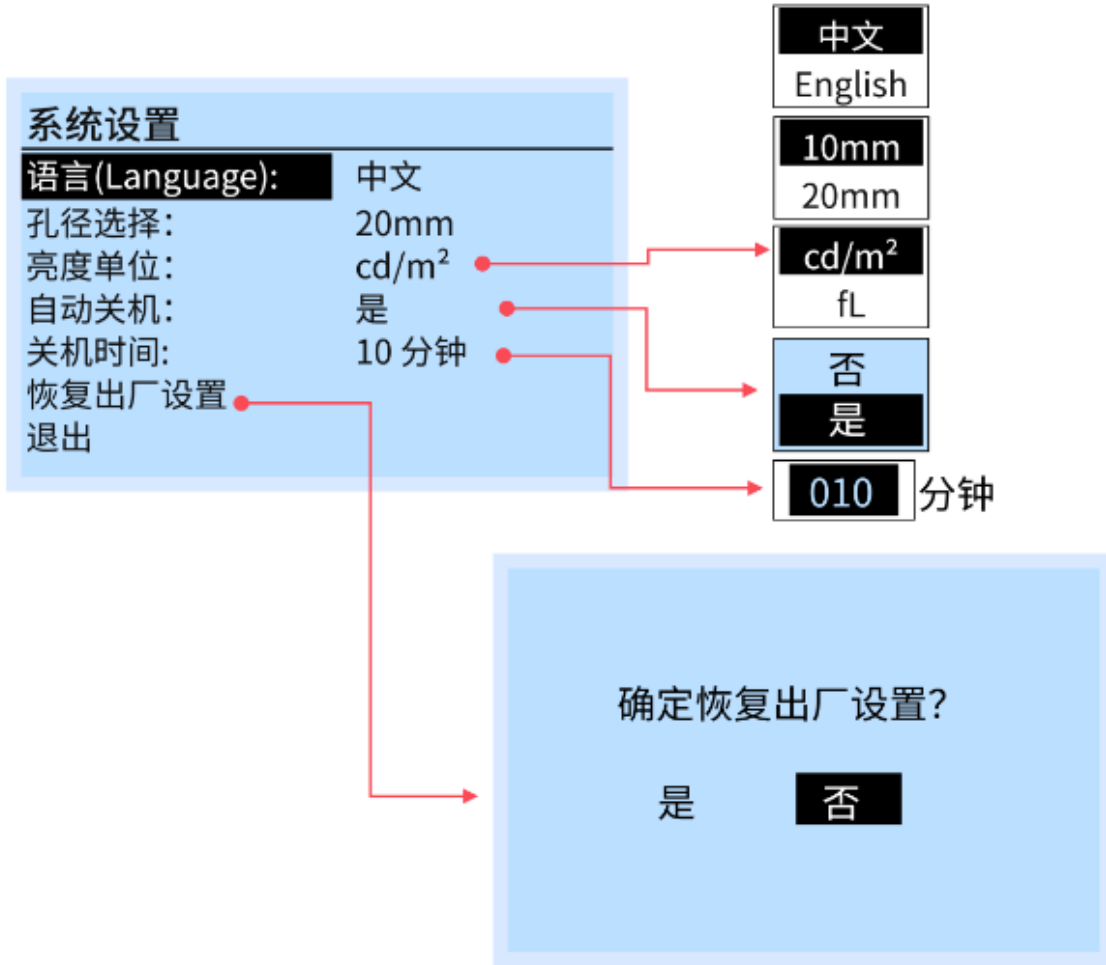 系统设置
语言(Language): 中文
孔径选择： 20mm
亮度单位： cd/m²
自动关机： 是
关机时间: 10 分钟
恢复出厂设置
退出
中文
English
10mm
20mm
cd/m²
fL
否
是
010 分钟
确定恢复出厂设置？
是 否